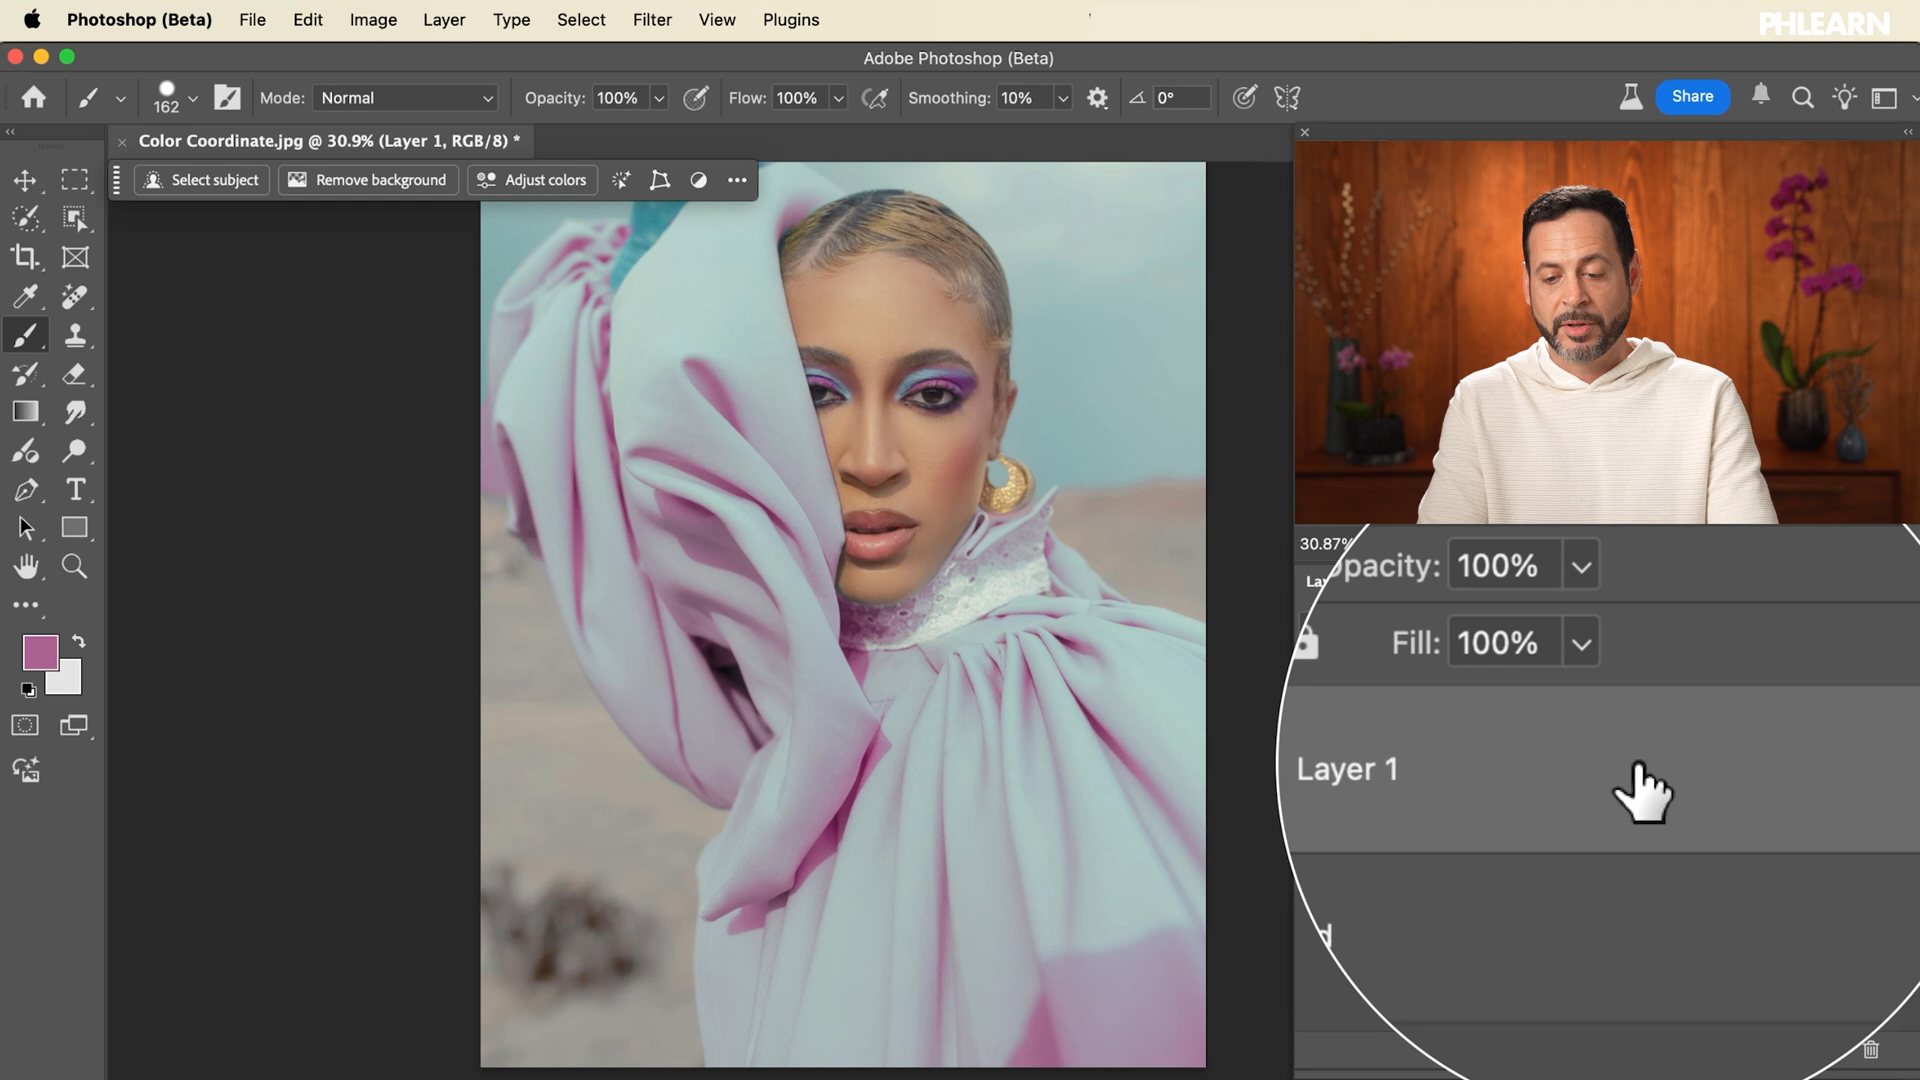 Photoshop (Beta) File Edit Image Layer Type Select Filter View Plugins
PHLEARN
Adobe Photoshop (Beta)
162 Mode: Normal Opacity: 100% Flow: 100% Smoothing: 10% 0° Share
Color Coordinate.jpg @ 30.9% (Layer 1, RGB/8) *
Select subject Remove background Adjust colors
30.87%
Opacity: 100%
La
Fill: 100%
Layer 1
d